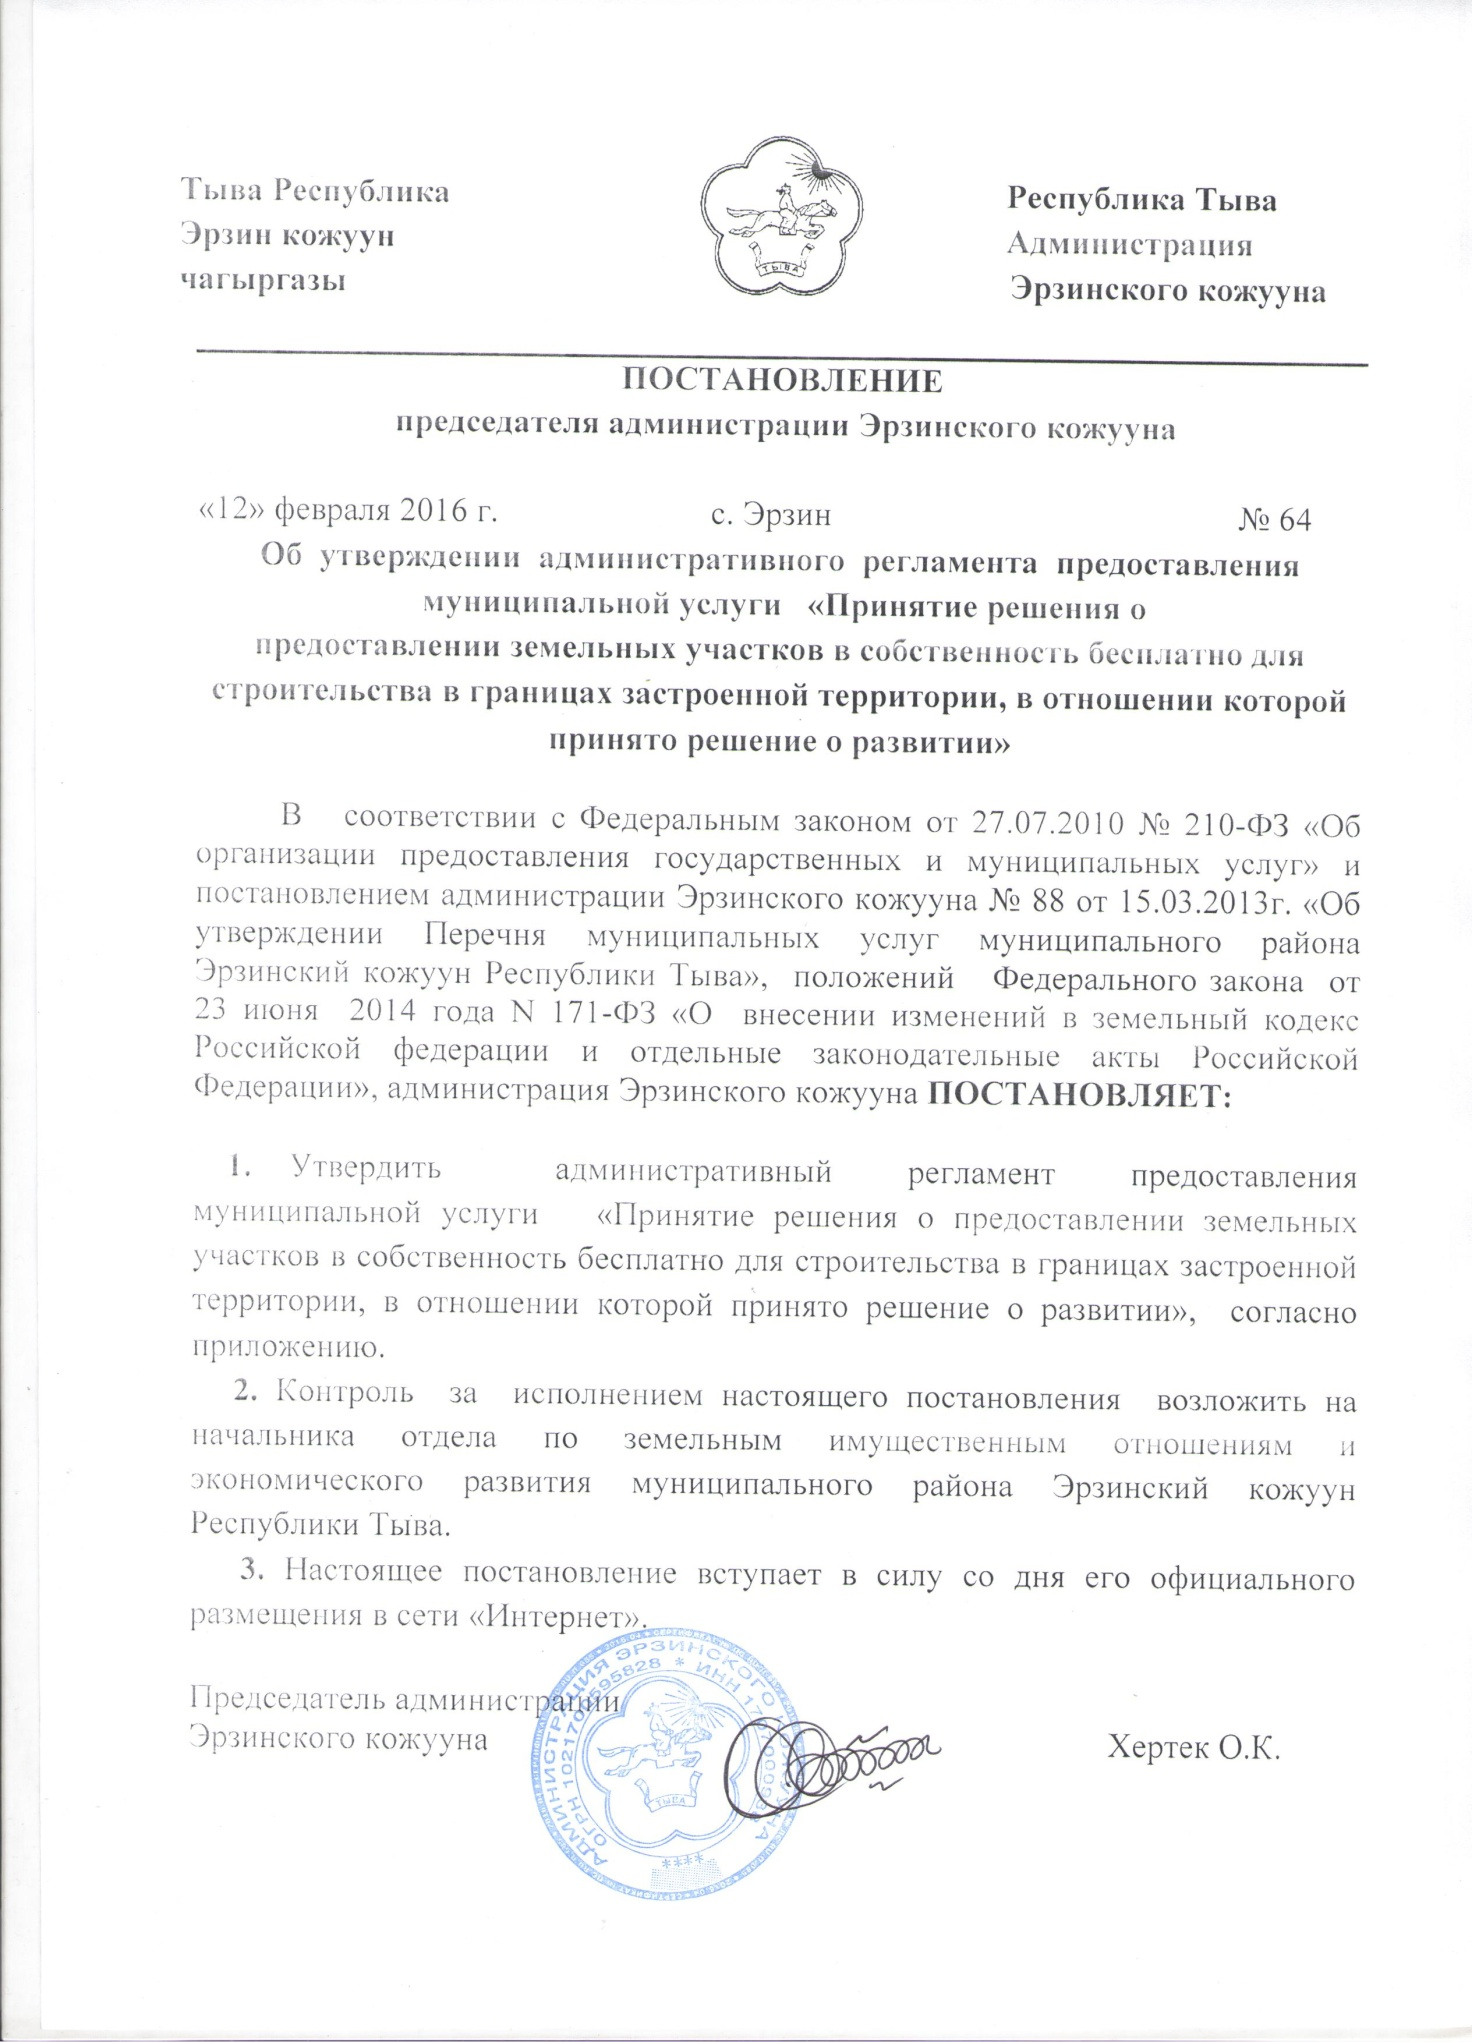 Тыва Республика
Эрзин кожуун
чагыргазы
ТЫВА
Республика Тыва
Администрация
Эрзинского кожууна
ПОСТАНОВЛЕНИЕ
председателя администрации Эрзинского кожууна
«12» февраля 2016 г. с. Эрзин № 64
Об утверждении административного регламента предоставления
муниципальной услуги «Принятие решения о
предоставлении земельных участков в собственность бесплатно для
строительства в границах застроенной территории, в отношении которой
принято решение о развитии»
В соответствии с Федеральным законом от 27.07.2010 № 210-ФЗ «Об
организации предоставления государственных и муниципальных услуг» и
постановлением администрации Эрзинского кожууна № 88 от 15.03.2013г. «Об
утверждении Перечня муниципальных услуг муниципального района
Эрзинский кожуун Республики Тыва», положений Федерального закона от
23 июня 2014 года N 171-ФЗ «О внесении изменений в земельный кодекс
Российской федерации и отдельные законодательные акты Российской
Федерации», администрация Эрзинского кожууна ПОСТАНОВЛЯЕТ:
1. Утвердить административный регламент предоставления
муниципальной услуги «Принятие решения о предоставлении земельных
участков в собственность бесплатно для строительства в границах застроенной
территории, в отношении которой принято решение о развитии», согласно
приложению.
2. Контроль за исполнением настоящего постановления возложить на
начальника отдела по земельным имущественным отношениям и
экономического развития муниципального района Эрзинский кожуун
Республики Тыва.
3. Настоящее постановление вступает в силу со дня его официального
размещения в сети «Интернет».
Председатель администрации
Эрзинского кожууна Хертек О.К.
АДМИНИСТРАЦИЯ ЭРЗИНСКОГО КОЖУУНА
ОГРН 1021700595828 * ИНН
ТЫВА
****